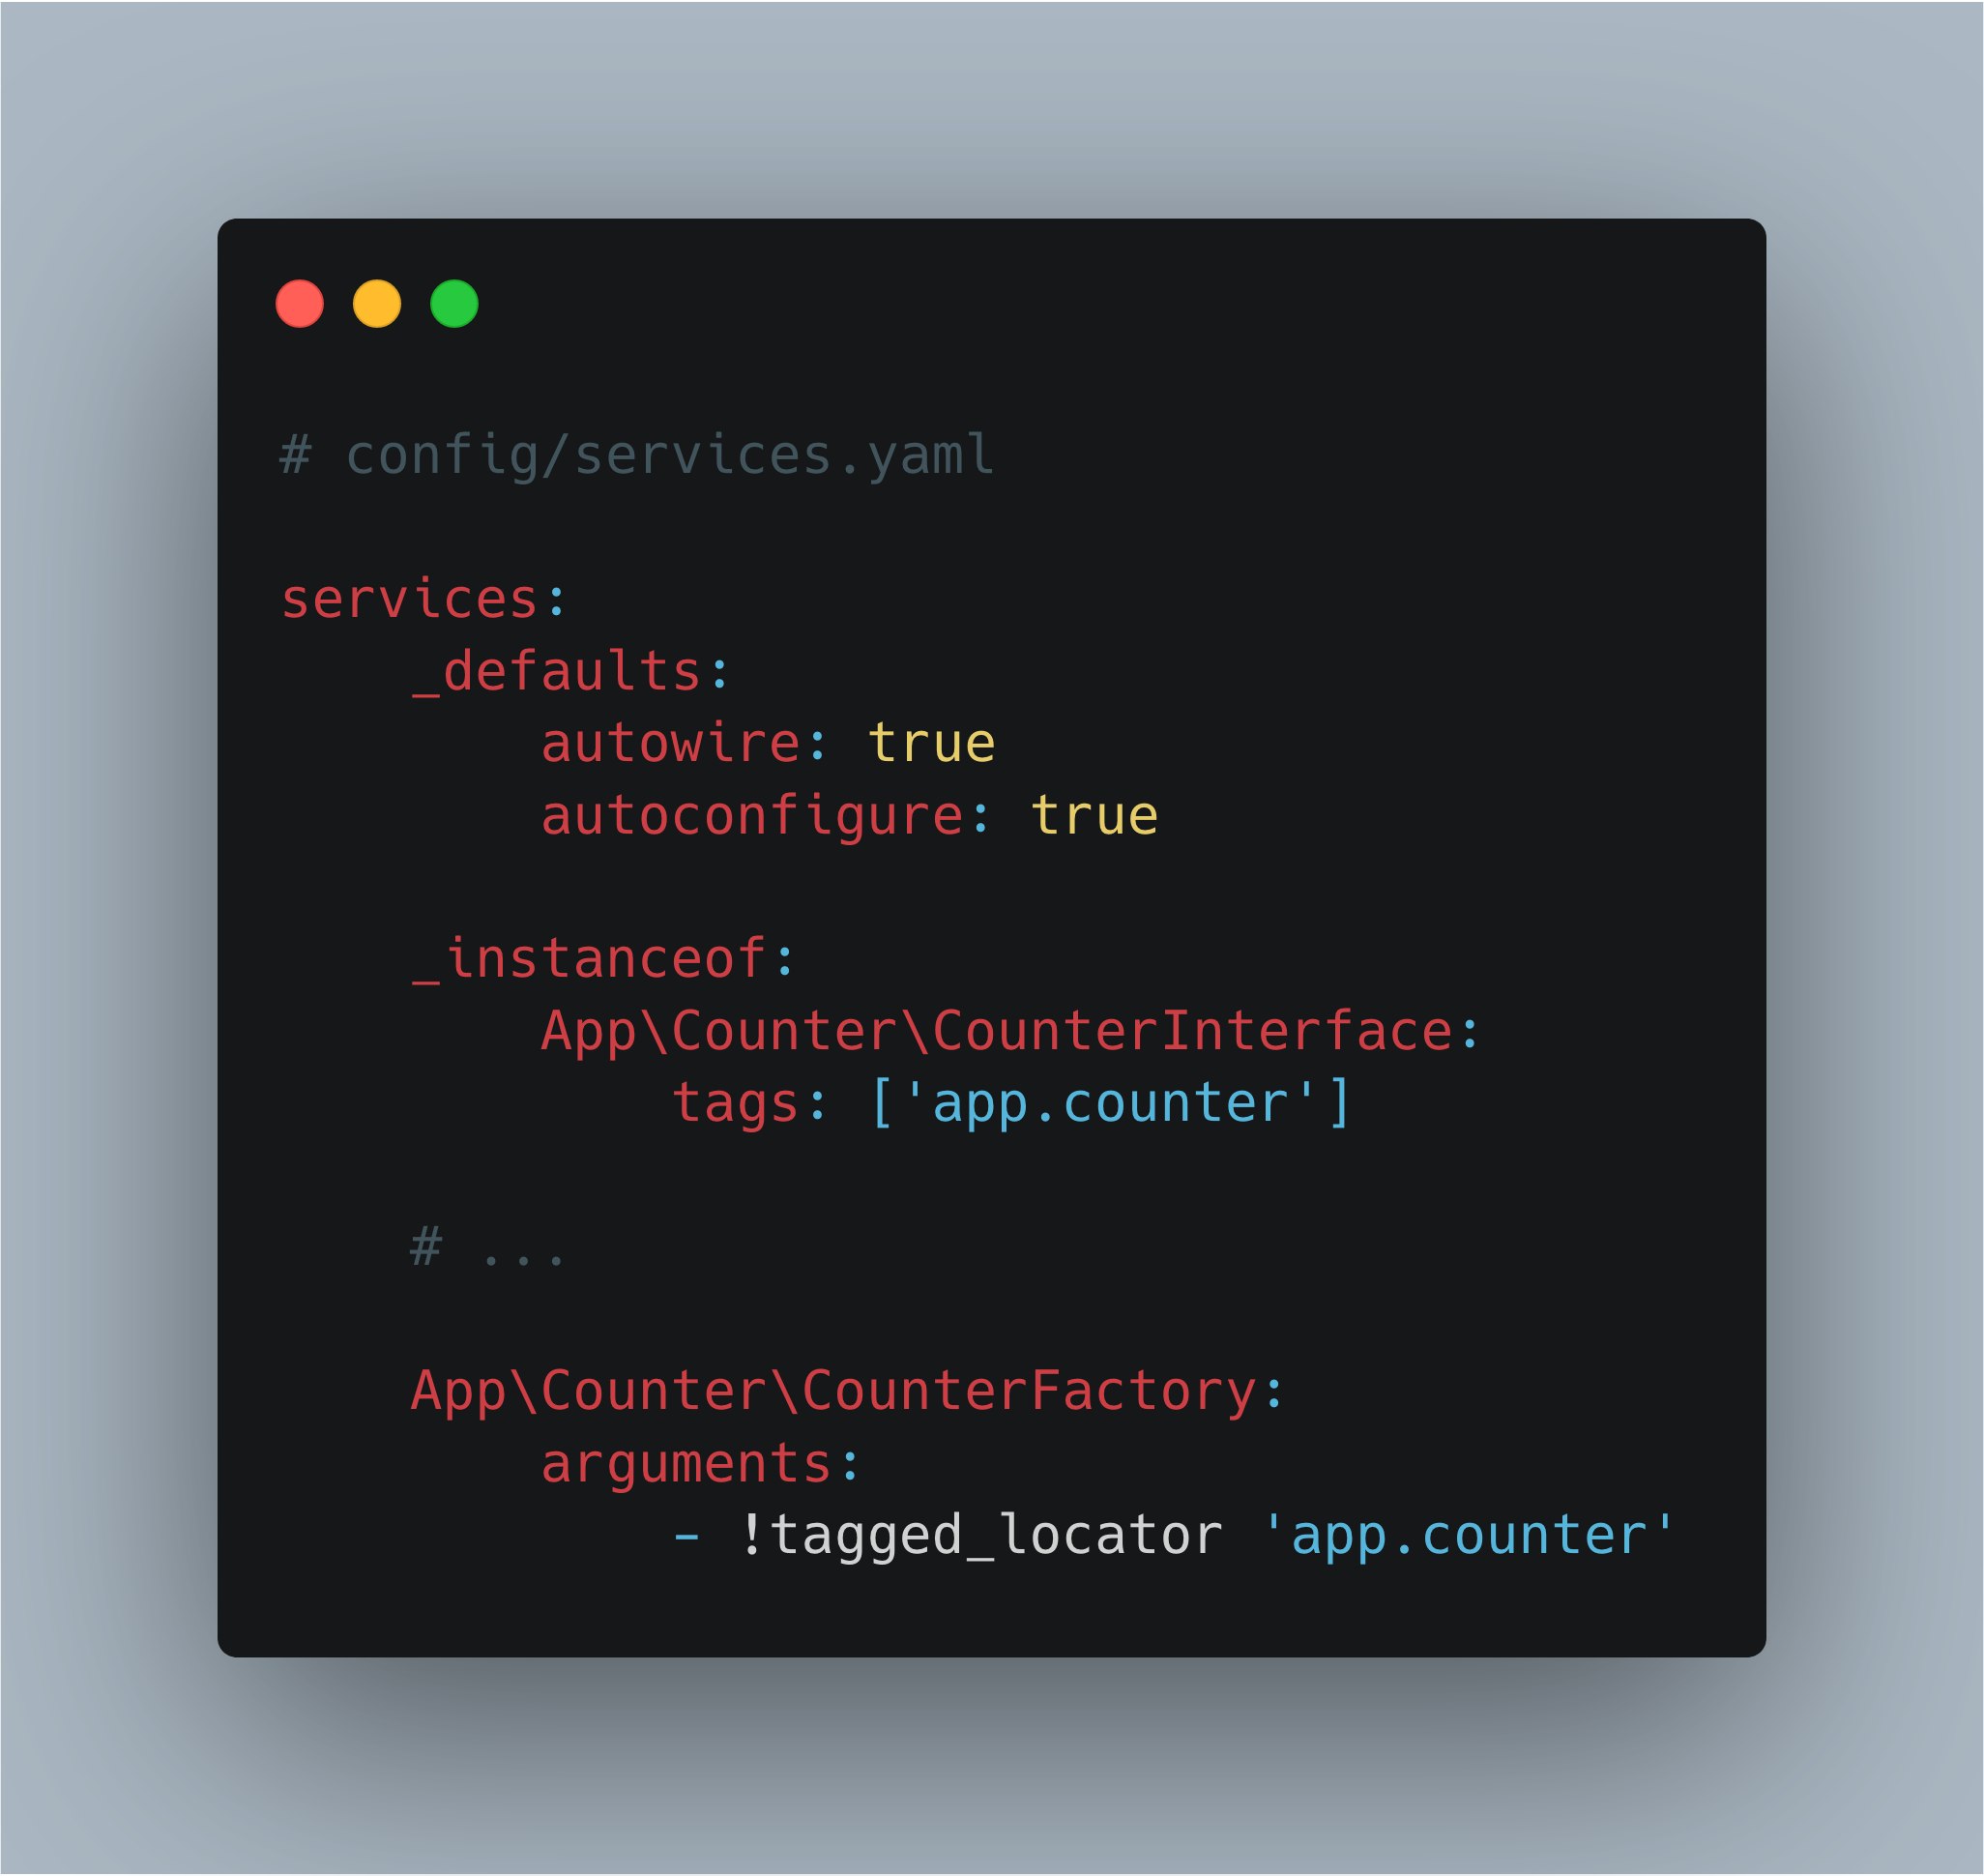 # config/services.yaml
services:
    _defaults:
        autowire: true
        autoconfigure: true
    _instanceof:
        App\Counter\CounterInterface:
            tags: ['app.counter']
    # ...
    App\Counter\CounterFactory:
        arguments:
            - !tagged_locator 'app.counter'